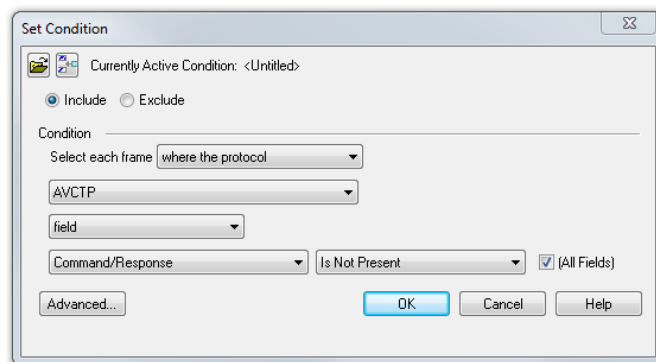 Set Condition
Currently Active Condition: <Untitled>
Include Exclude
Condition
Select each frame where the protocol
AVCTP
field
Command/Response Is Not Present (All Fields)
Advanced... OK Cancel Help